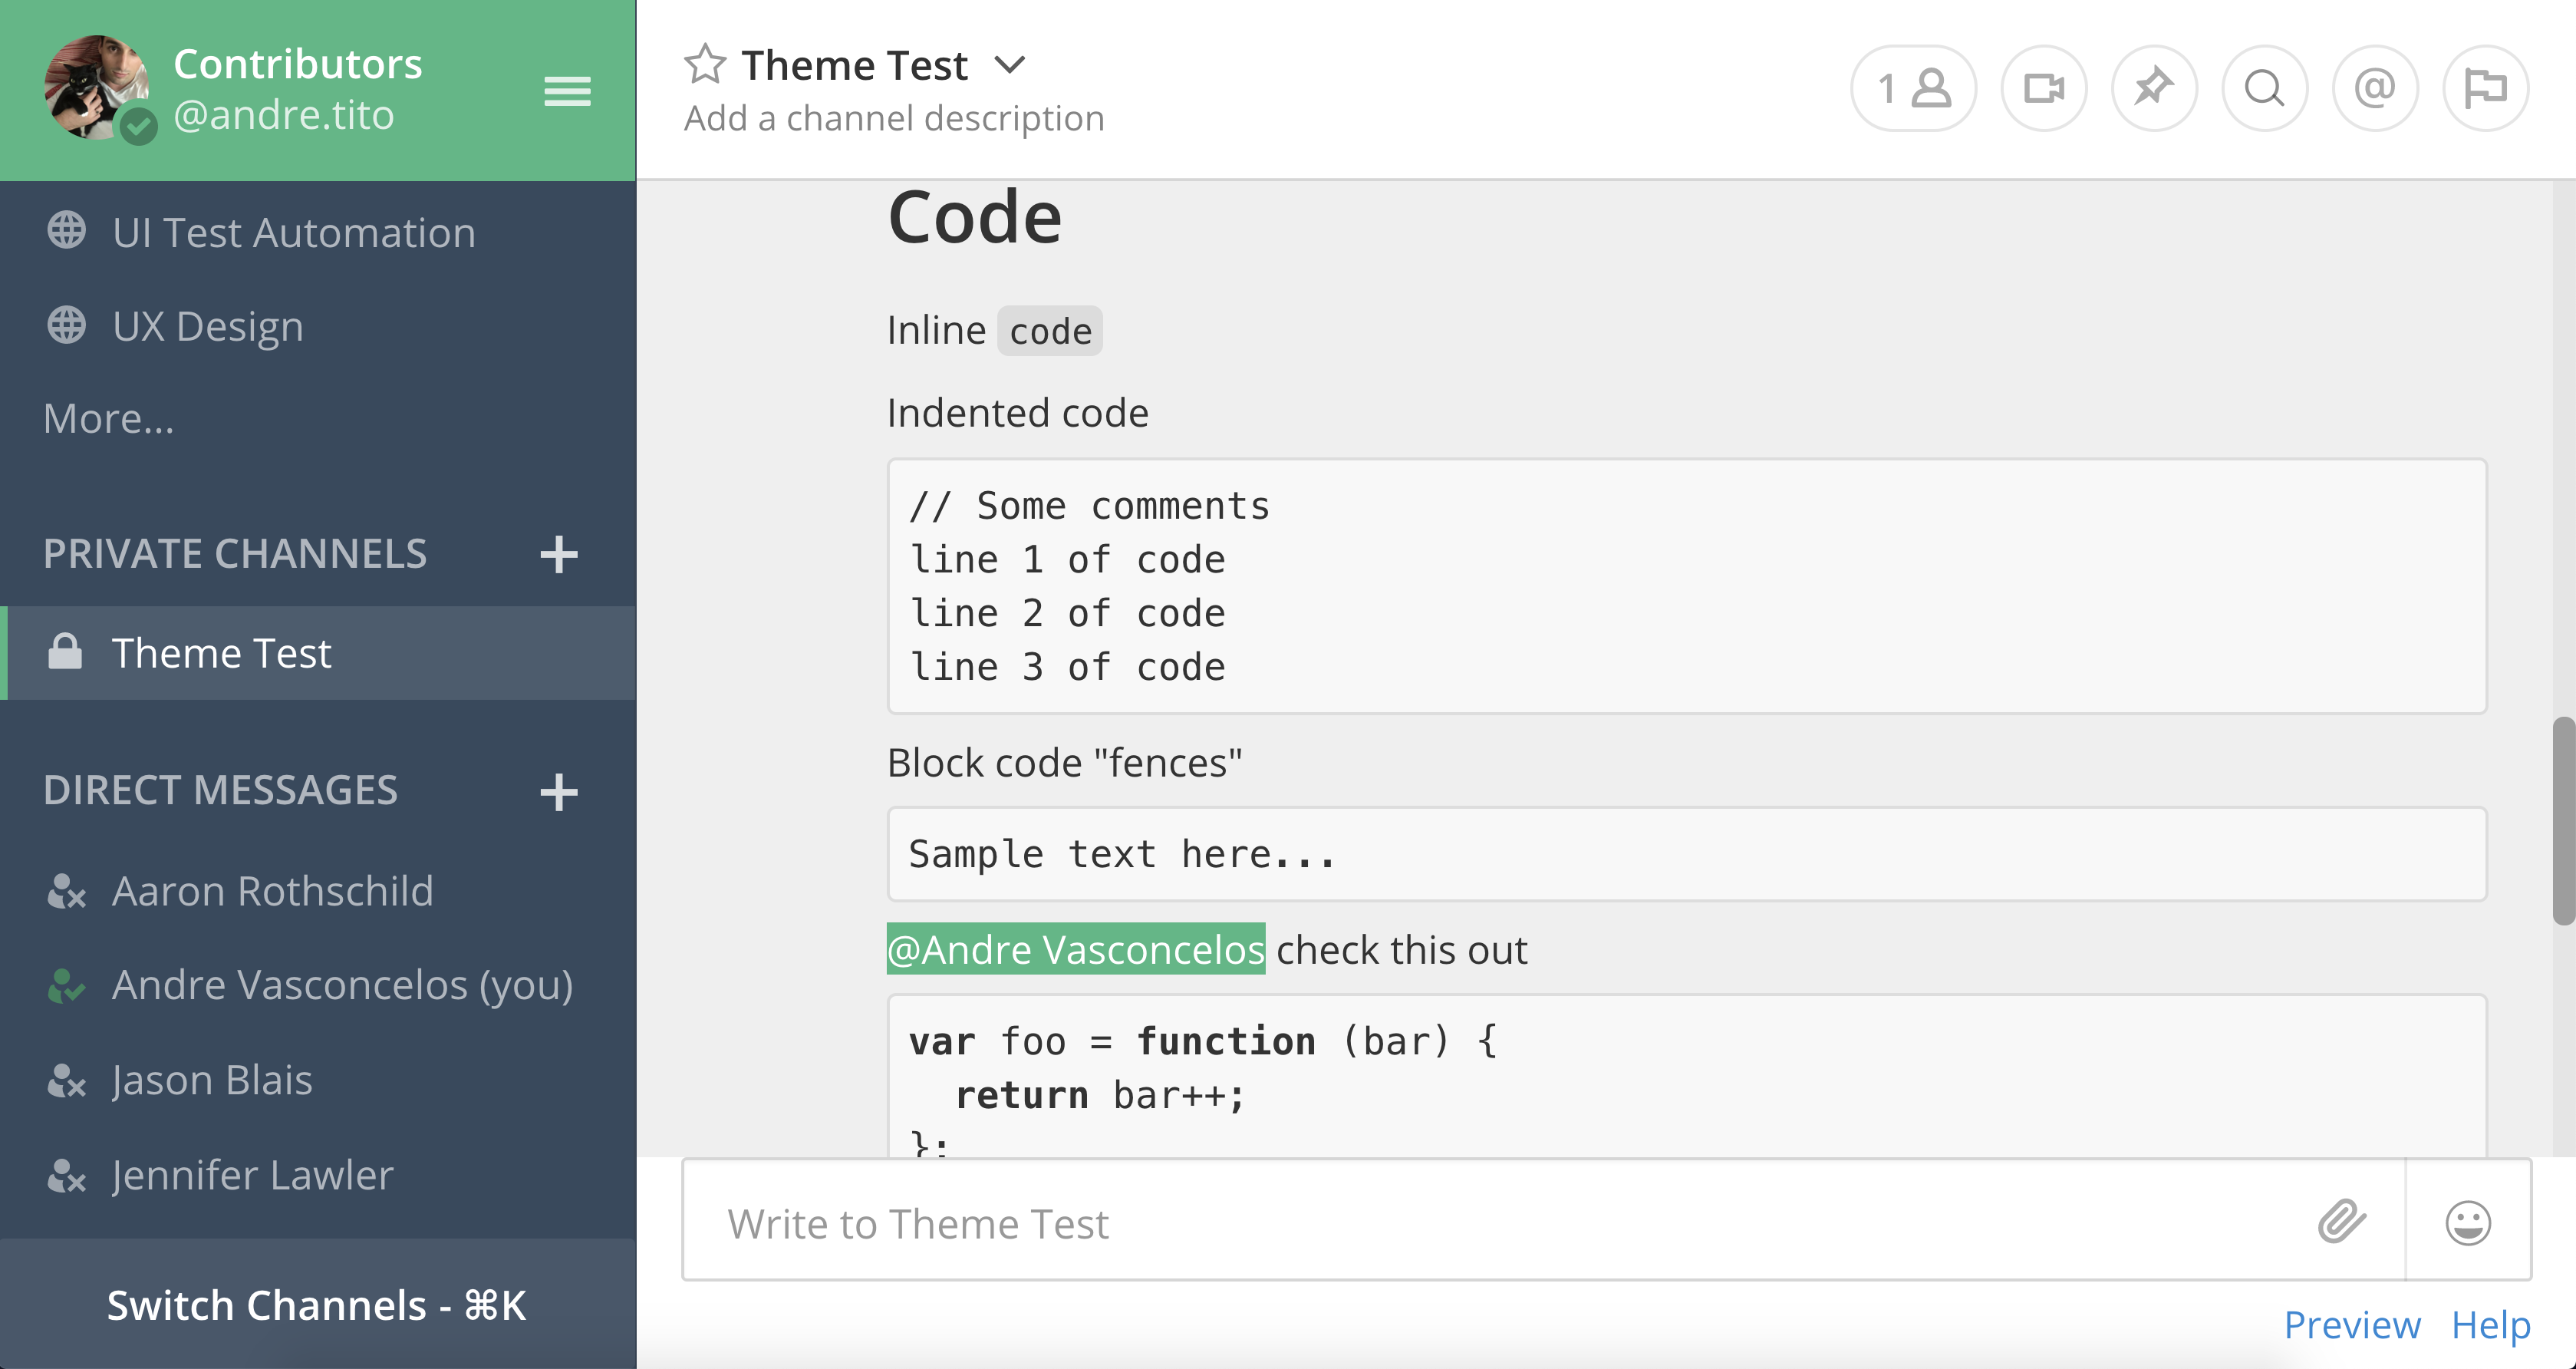 Contributors
@andre.tito
UI Test Automation
UX Design
More...
PRIVATE CHANNELS
Theme Test
DIRECT MESSAGES
Aaron Rothschild
Andre Vasconcelos (you)
Jason Blais
Jennifer Lawler
Switch Channels - ⌘K
Theme Test
Add a channel description
1
@
Code
Inline code
Indented code
// Some comments
line 1 of code
line 2 of code
line 3 of code
Block code "fences"
Sample text here...
@Andre Vasconcelos check this out
var foo = function (bar) {
  return bar++;
};
Write to Theme Test
Preview Help